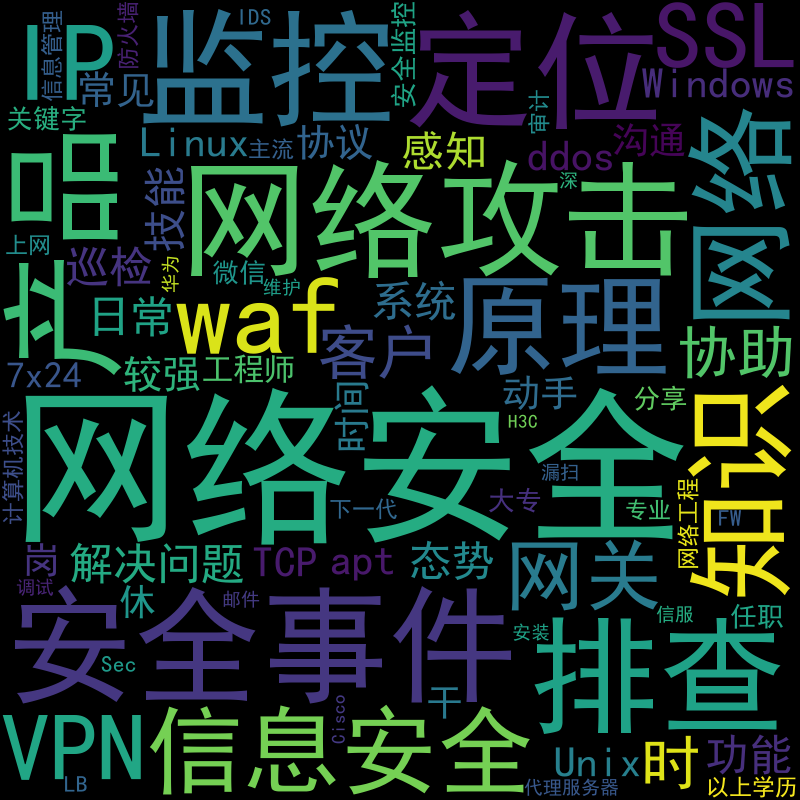 IP
监控
定位
SSL
IDS
防火墙
信息管理
安全监控
常见
Windows
关键字
Linux
主流
协议
感知
审计
沟通
ddos
网络
产品
技能
网络攻击
深
上网
巡检
华为
微信
维护
日常
waf
系统
原理
客户
协助
7x24
较强
工程师
动手
分享
时间
H3C
知识
计算机技术
网络安全
漏扫
下一代
大专
专业
FW
网络工程
岗
解决问题
TCP
apt
态势
网关
调试
休
邮件
安全事件
排查
信服
任职
安装
Sec
干
Cisco
VPN
信息安全
Unix
时
功能
LB
代理服务器
以上学历